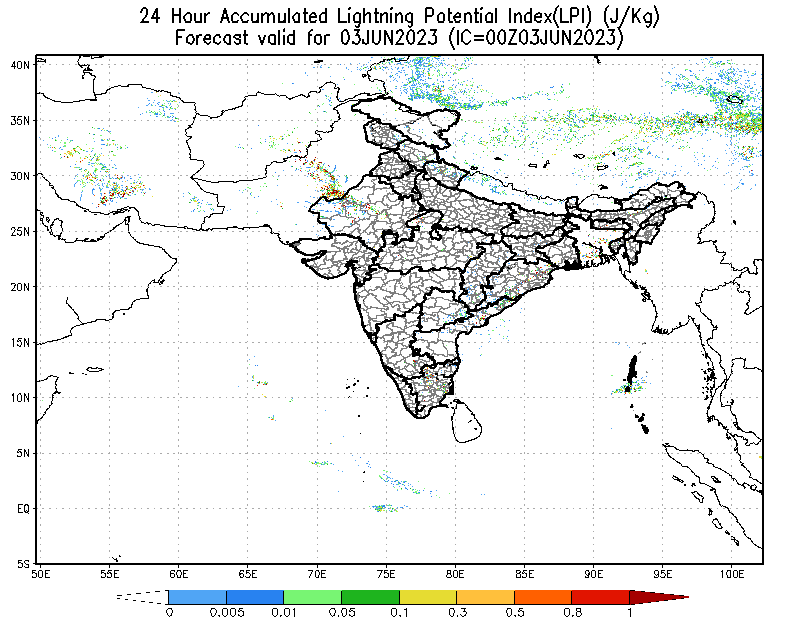 24 Hour Accumulated Lightning Potential Index(LPI) (J/Kg)
Forecast valid for 03JUN2023 (IC=00Z03JUN2023)
40N
35N
30N
25N
20N
15N
10N
5N
EQ
5S
50E 55E 60E 65E 70E 75E 80E 85E 90E 95E 100E
0 0.005 0.01 0.05 0.1 0.3 0.5 0.8 1